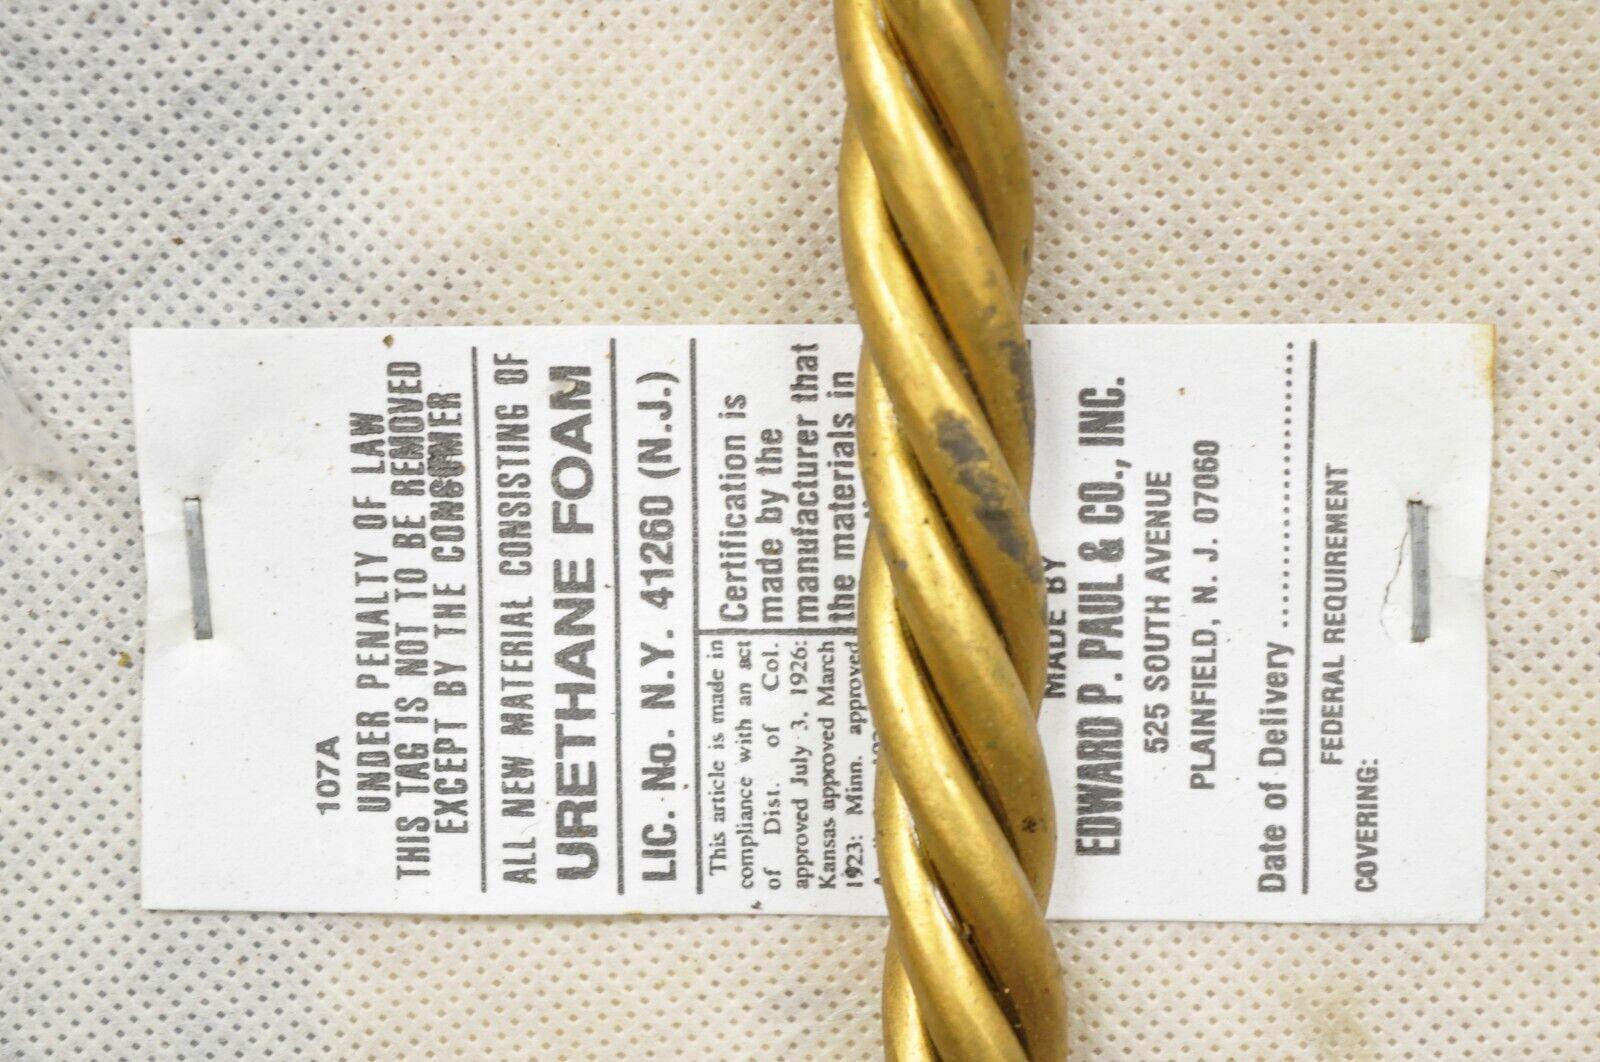 107A
UNDER PENALTY OF LAW
THIS TAG IS NOT TO BE REMOVED
EXCEPT BY THE CONSUMER
ALL NEW MATERIAL CONSISTING OF
URETHANE FOAM
LIC. No. N.Y. 41260 (N.J.)
This article is made in
compliance with an act
of Dist. of Col.
approved July 3, 1926:
Kansas approved March
1923: Minn. approved
Certification is
made by the
manufacturer that
the materials in
MADE BY
EDWARD P. PAUL & CO., INC.
525 SOUTH AVENUE
PLAINFIELD, N. J. 07060
Date of Delivery ........................
FEDERAL REQUIREMENT
COVERING: